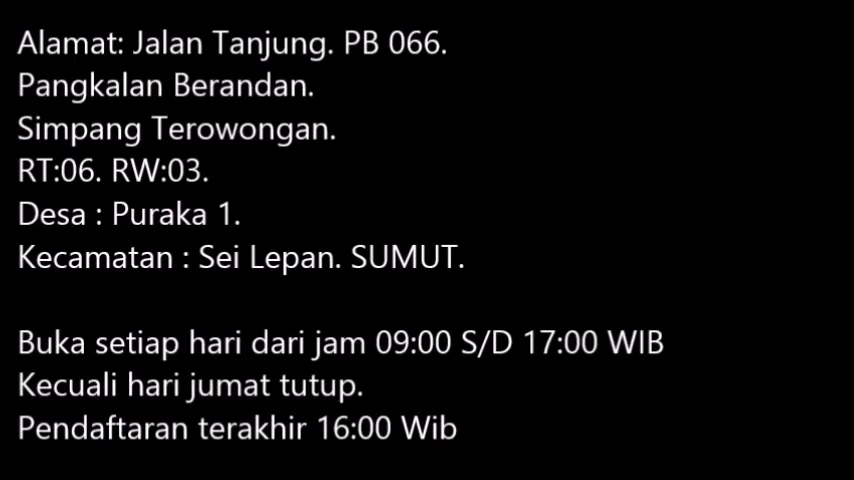 Alamat: Jalan Tanjung. PB 066.
Pangkalan Berandan.
Simpang Terowongan.
RT:06. RW:03.
Desa : Puraka 1.
Kecamatan : Sei Lepan. SUMUT.
Buka setiap hari dari jam 09:00 S/D 17:00 WIB
Kecuali hari jumat tutup.
Pendaftaran terakhir 16:00 Wib